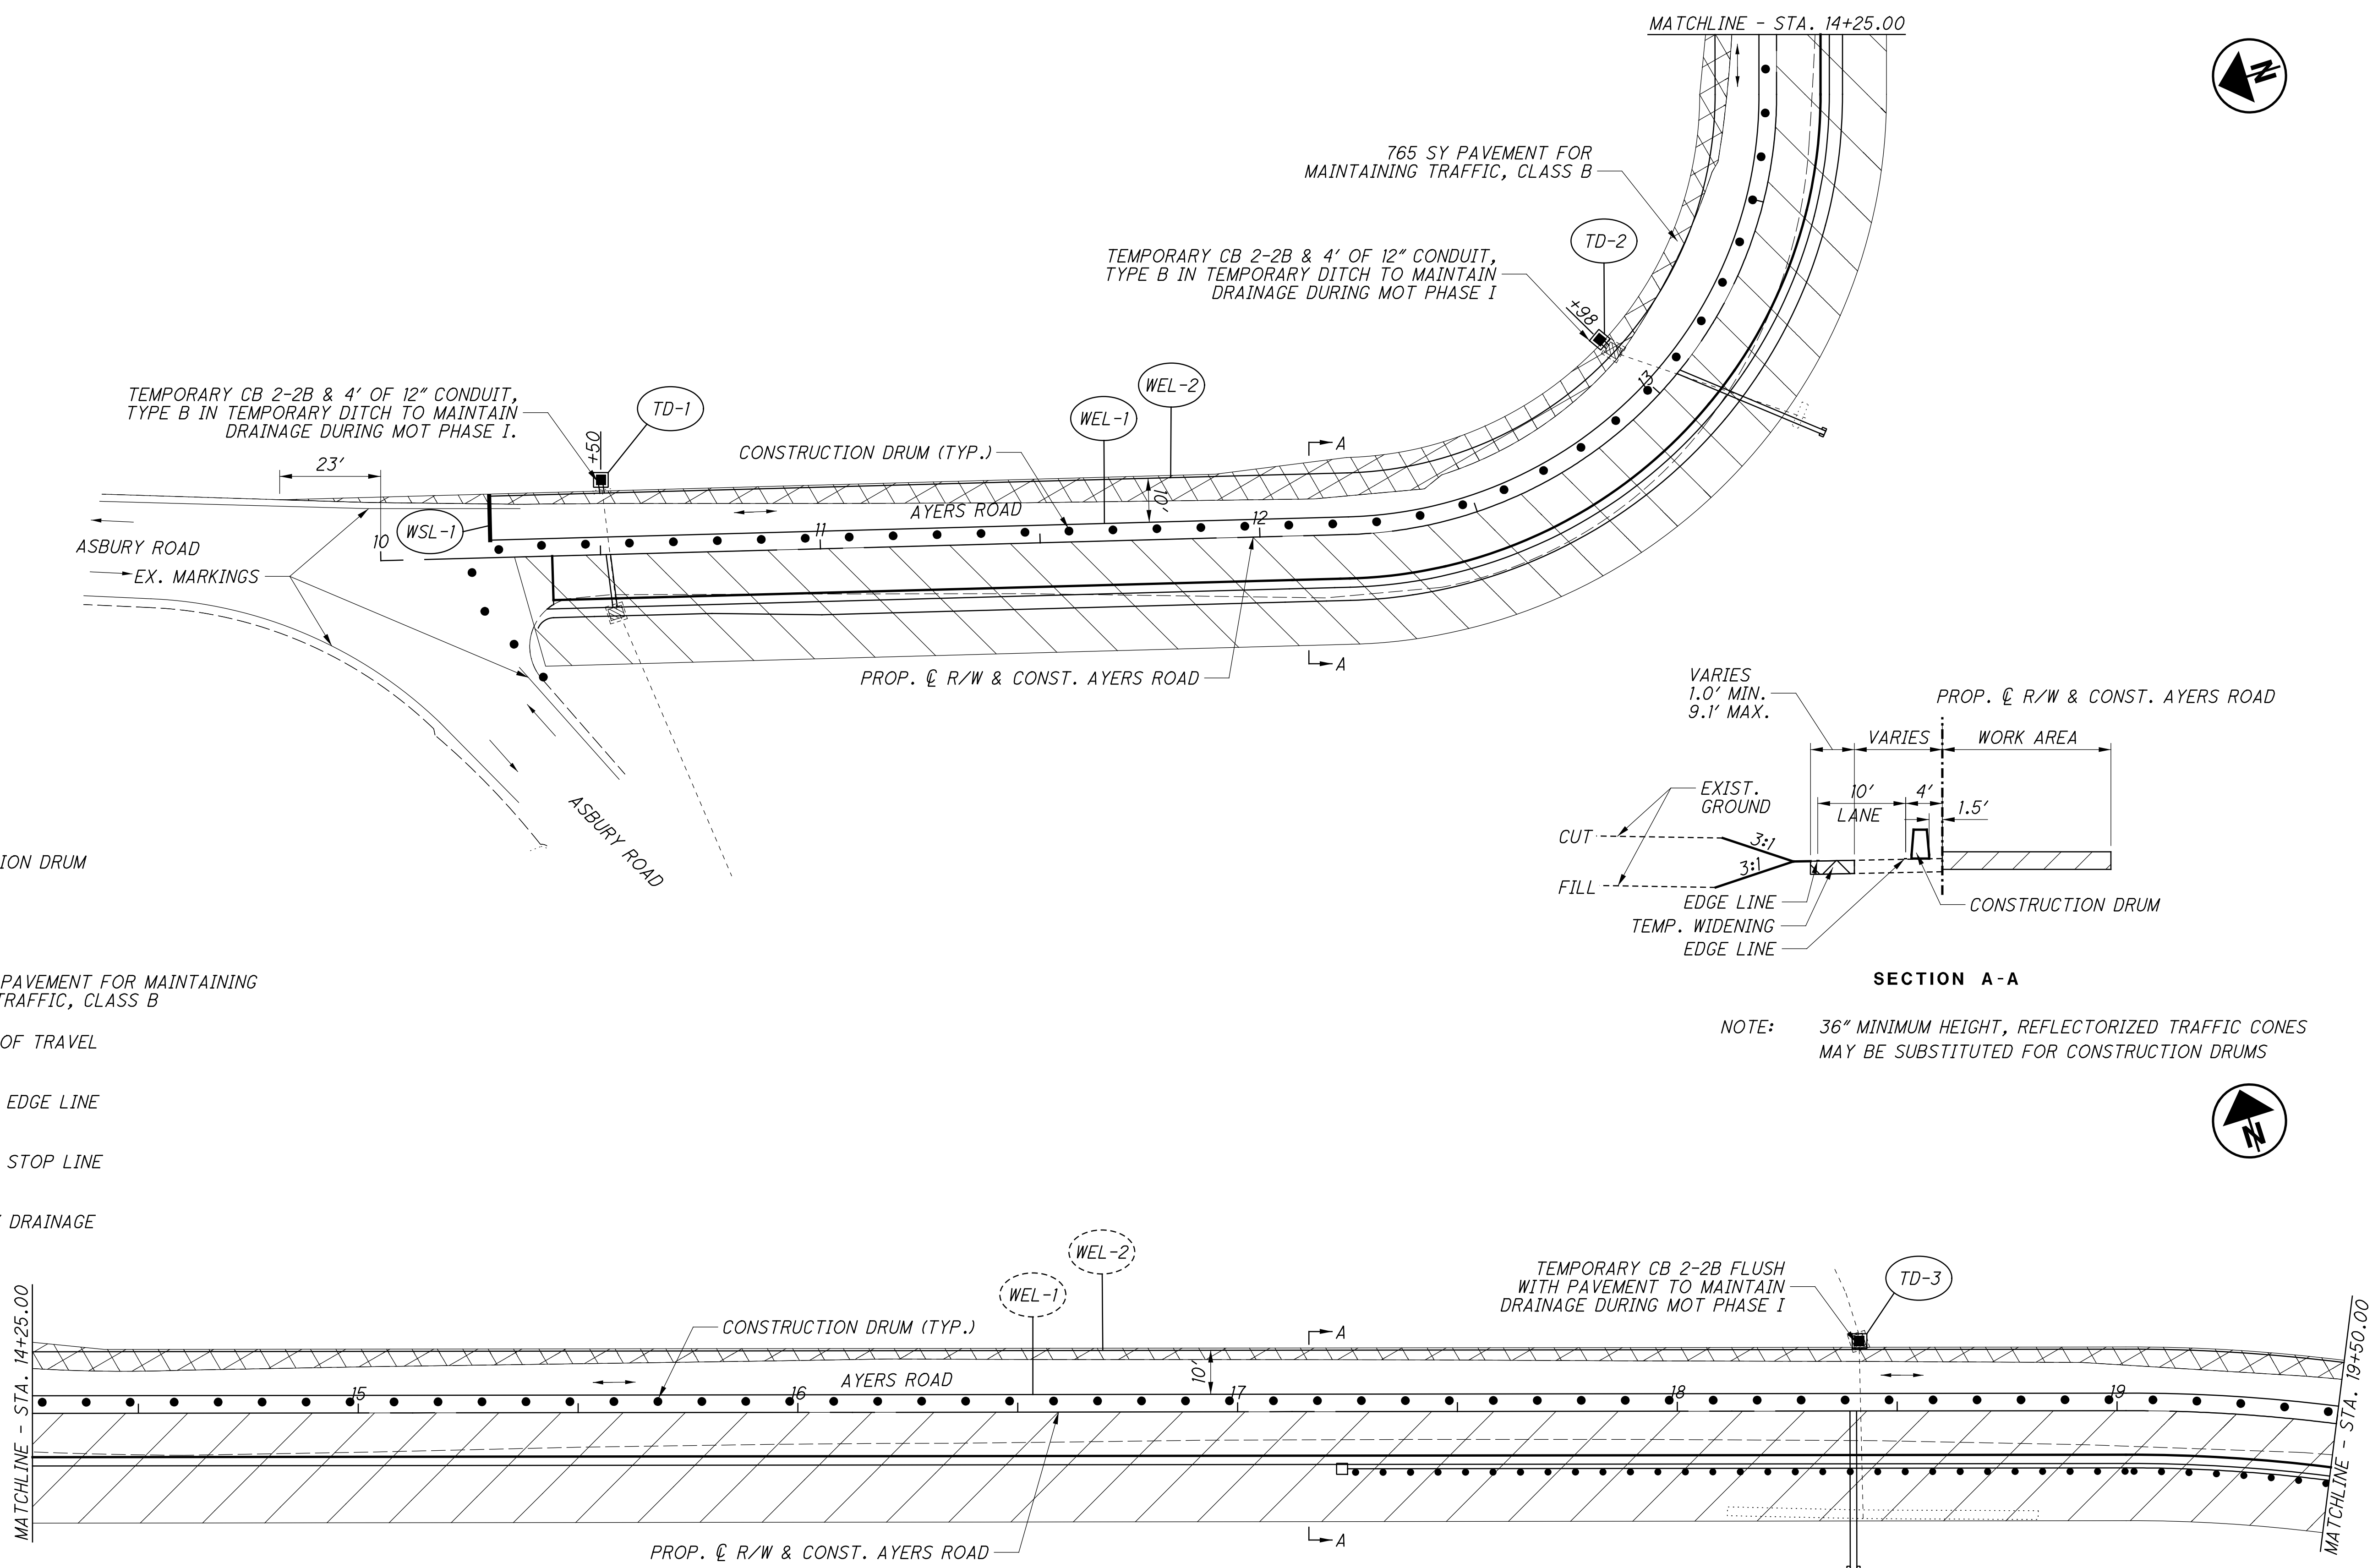 MATCHLINE - STA. 14+25.00
N
765 SY PAVEMENT FOR
MAINTAINING TRAFFIC, CLASS B
TD-2
TEMPORARY CB 2-2B & 4' OF 12" CONDUIT,
TYPE B IN TEMPORARY DITCH TO MAINTAIN
DRAINAGE DURING MOT PHASE I
+98
13
TEMPORARY CB 2-2B & 4' OF 12" CONDUIT,
TYPE B IN TEMPORARY DITCH TO MAINTAIN
DRAINAGE DURING MOT PHASE I.
TD-1
+50
WEL-2
WEL-1
CONSTRUCTION DRUM (TYP.)
A
23'
10'
AYERS ROAD
WSL-1
10
11
12
ASBURY ROAD
EX. MARKINGS
A
PROP. ℄ R/W & CONST. AYERS ROAD
ASBURY ROAD
VARIES
1.0' MIN.
9.1' MAX.
PROP. ℄ R/W & CONST. AYERS ROAD
VARIES
WORK AREA
EXIST.
GROUND
10'
LANE
4'
1.5'
CUT
3:1
3:1
FILL
EDGE LINE
TEMP. WIDENING
EDGE LINE
CONSTRUCTION DRUM
SECTION A-A
NOTE: 36" MINIMUM HEIGHT, REFLECTORIZED TRAFFIC CONES
MAY BE SUBSTITUTED FOR CONSTRUCTION DRUMS
ION DRUM
PAVEMENT FOR MAINTAINING
TRAFFIC, CLASS B
OF TRAVEL
EDGE LINE
STOP LINE
DRAINAGE
N
MATCHLINE - STA. 14+25.00
WEL-2
WEL-1
CONSTRUCTION DRUM (TYP.)
A
TEMPORARY CB 2-2B FLUSH
WITH PAVEMENT TO MAINTAIN
DRAINAGE DURING MOT PHASE I
TD-3
AYERS ROAD
10'
15
16
17
18
19
A
PROP. ℄ R/W & CONST. AYERS ROAD
MATCHLINE - STA. 19+50.00